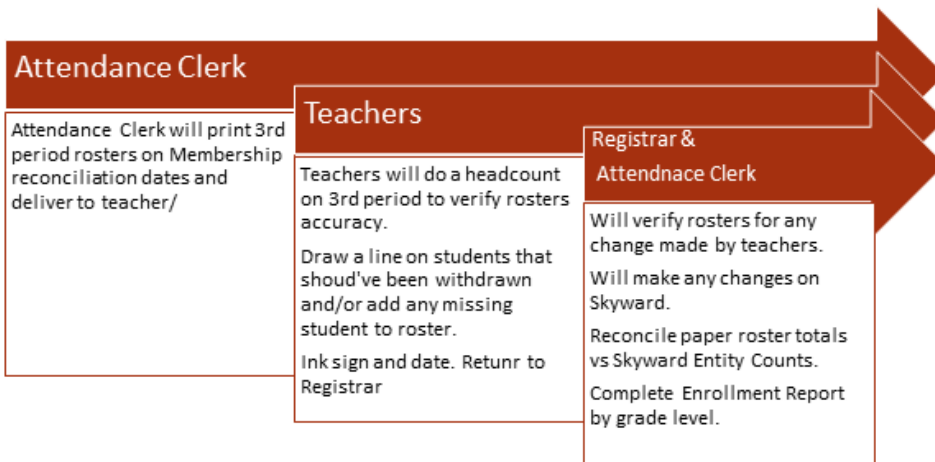 Attendance Clerk
Attendance Clerk will print 3rd
period rosters on Membership
reconciliation dates and
deliver to teacher/
Teachers
Teachers will do a headcount
on 3rd period to verify rosters
accuracy.
Draw a line on students that
shoud've been withdrawn
and/or add any missing
student to roster.
Ink sign and date. Retunr to
Registrar
Registrar &
Attendnace Clerk
Will verify rosters for any
change made by teachers.
Will make any changes on
Skyward.
Reconcile paper roster totals
vs Skyward Entity Counts.
Complete Enrollment Report
by grade level.